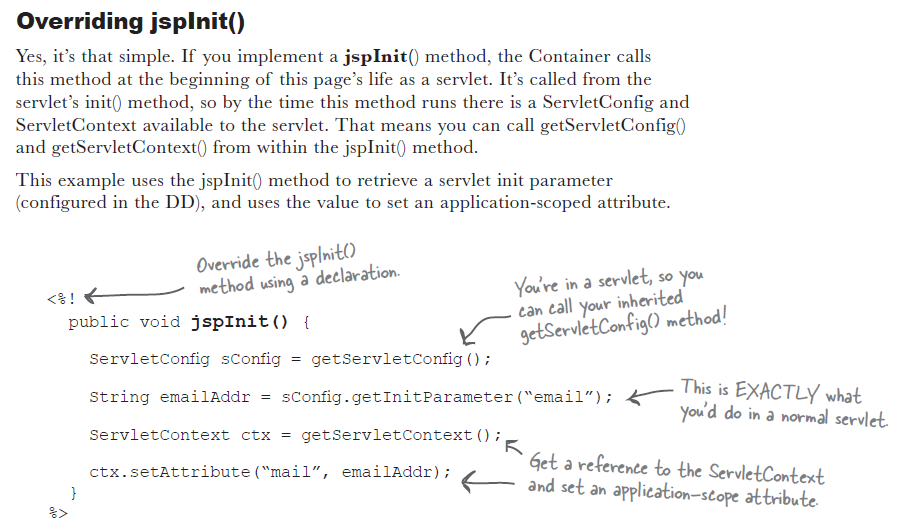 Overriding jspInit()
Yes, it's that simple. If you implement a jspInit() method, the Container calls
this method at the beginning of this page's life as a servlet. It's called from the
servlet's init() method, so by the time this method runs there is a ServletConfig and
ServletContext available to the servlet. That means you can call getServletConfig()
and getServletContext() from within the jspInit() method.
This example uses the jspInit() method to retrieve a servlet init parameter
(configured in the DD), and uses the value to set an application-scoped attribute.
Override the jspInit()
method using a declaration.
<%!
public void jspInit() {
You're in a servlet, so you
can call your inherited
getServletConfig() method!
ServletConfig sConfig = getServletConfig();
String emailAddr = sConfig.getInitParameter(“email”);
This is EXACTLY what
you'd do in a normal servlet.
ServletContext ctx = getServletContext();
ctx.setAttribute(“mail”, emailAddr);
Get a reference to the ServletContext
and set an application-scope attribute.
}
%>